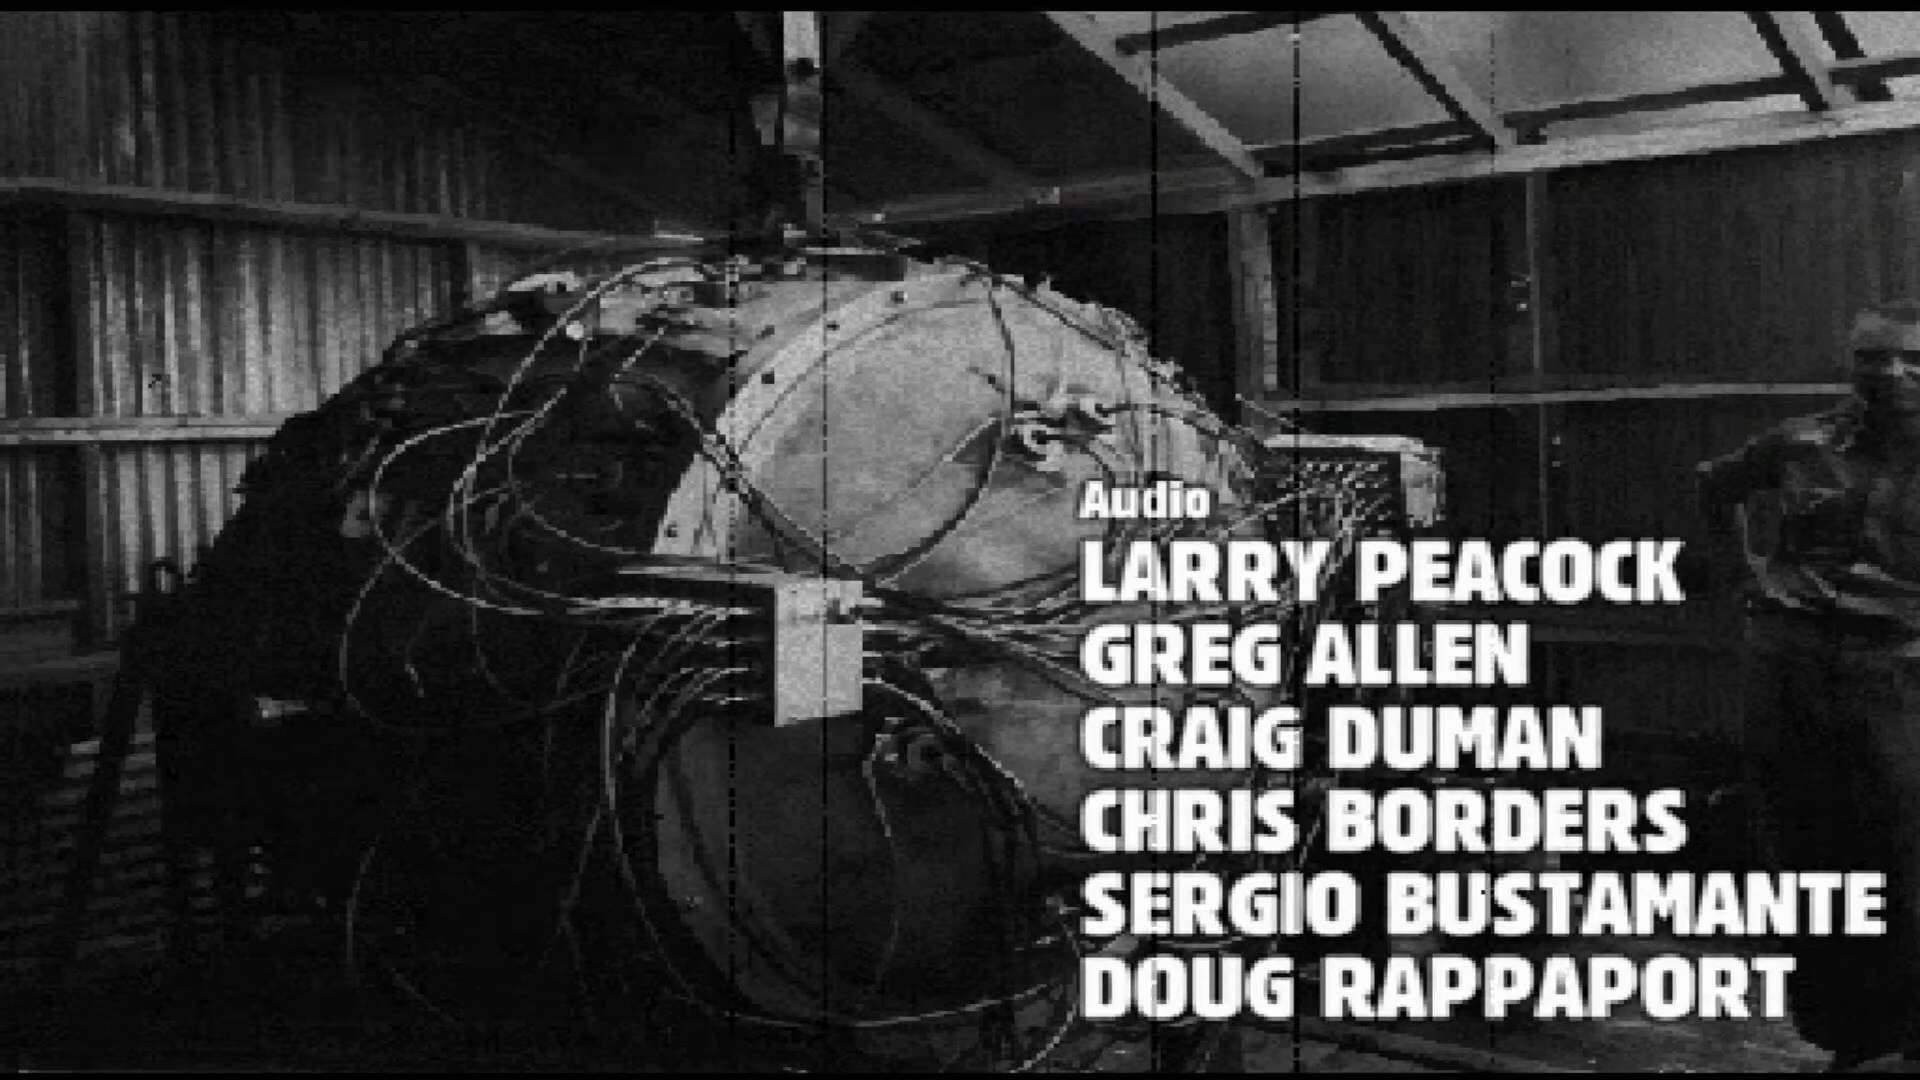 Audio
LARRY PEACOCK
GREG ALLEN
CRAIG DUMAN
CHRIS BORDERS
SERGIO BUSTAMANTE
DOUG RAPPAPORT